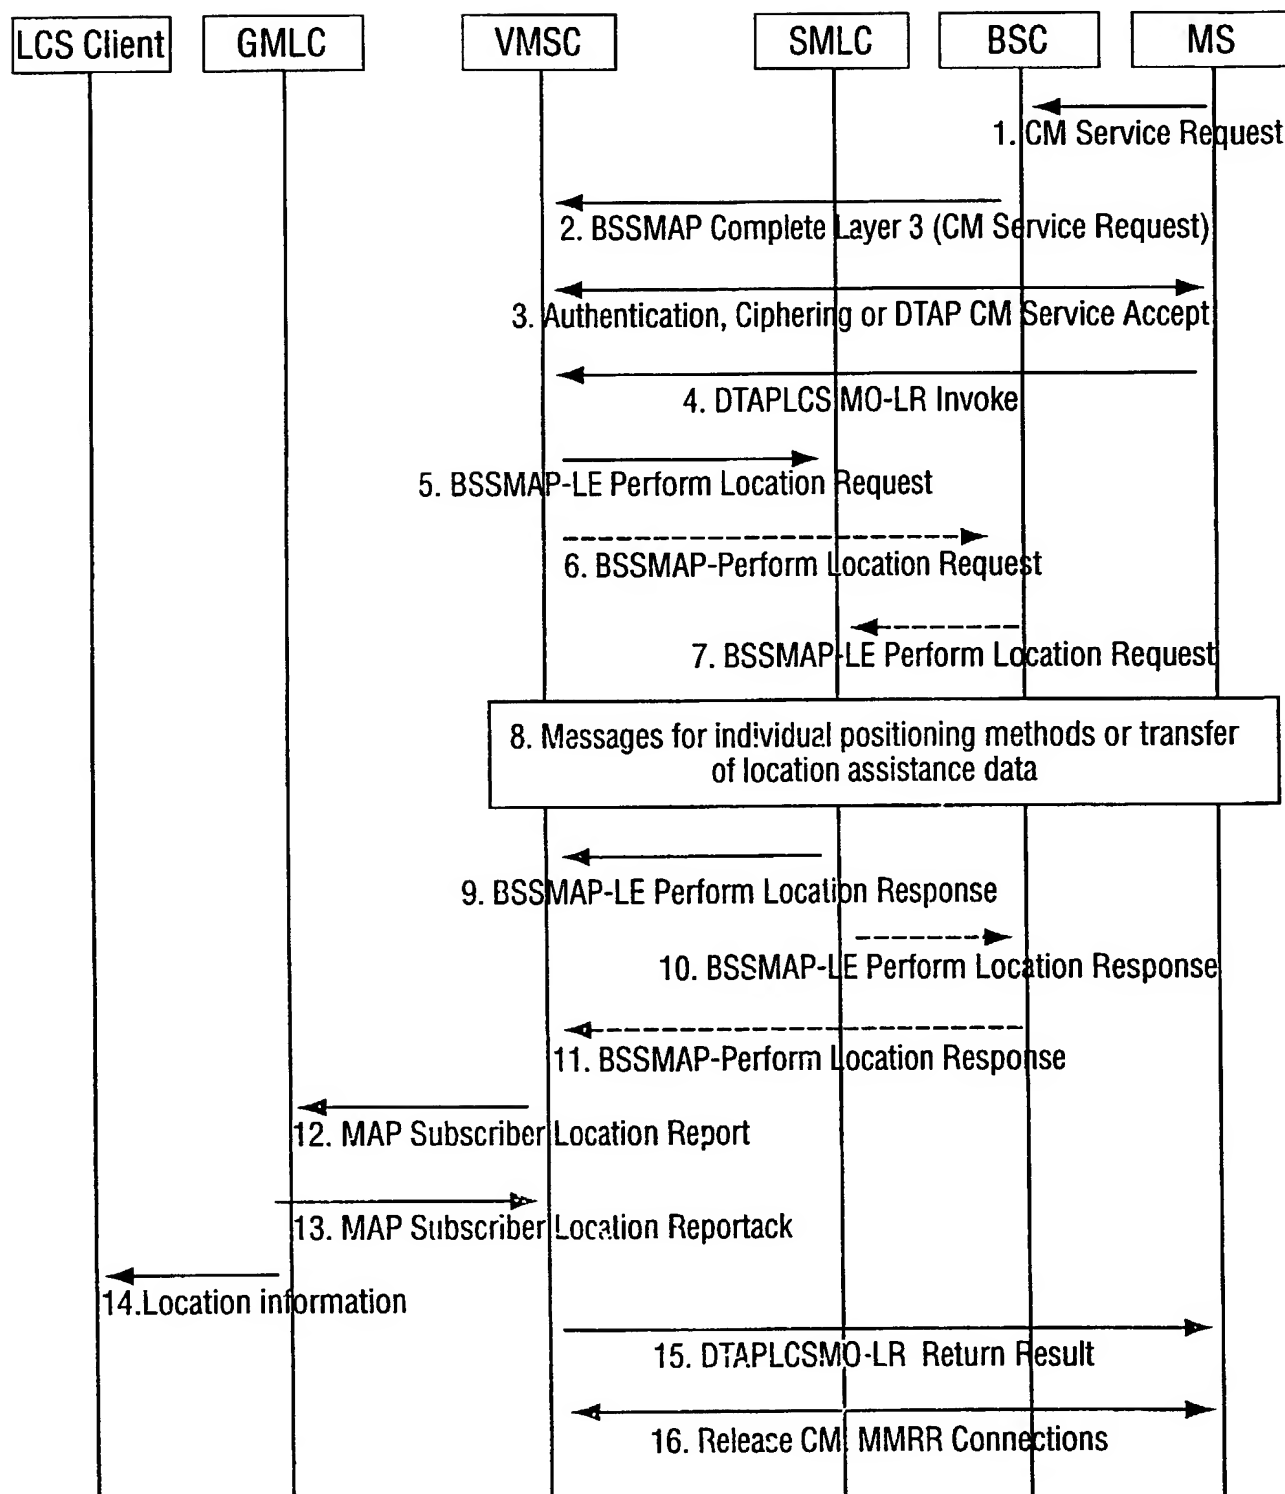 LCS Client GMLC VMSC SMLC BSC MS
1. CM Service Request
2. BSSMAP Complete Layer 3 (CM Service Request)
3. Authentication, Ciphering or DTAP CM Service Accept
4. DTAPLCS MO-LR Invoke
5. BSSMAP-LE Perform Location Request
6. BSSMAP-Perform Location Request
7. BSSMAP-LE Perform Location Request
8. Messages for individual positioning methods or transfer
of location assistance data
9. BSSMAP-LE Perform Location Response
10. BSSMAP-LE Perform Location Response
11. BSSMAP-Perform Location Response
12. MAP Subscriber Location Report
13. MAP Subscriber Location Reportack
14.Location information
15. DTAPLCSMO-LR Return Result
16. Release CM MMRR Connections